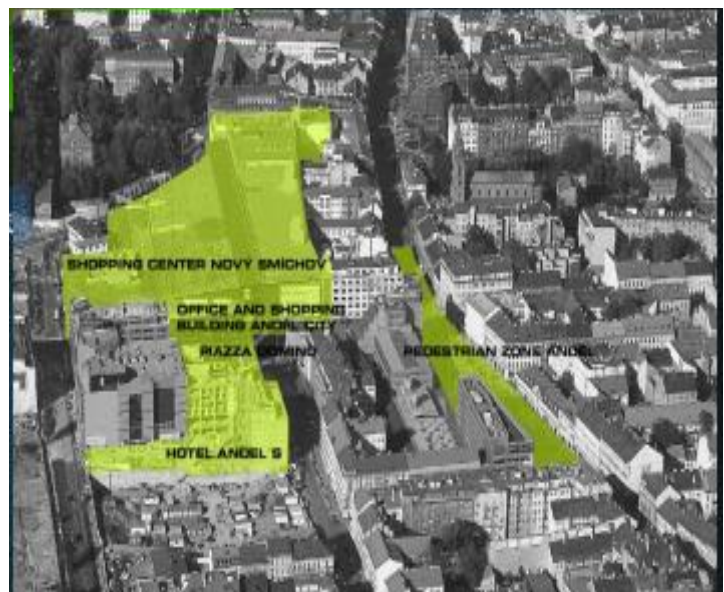 SHOPPING CENTER NOVY SMICHOV
OFFICE AND SHOPPING
BUILDING ANDEL CITY
PIAZZA DOMINO
PEDESTRIAN ZONE ANDEL
HOTEL ANDEL'S